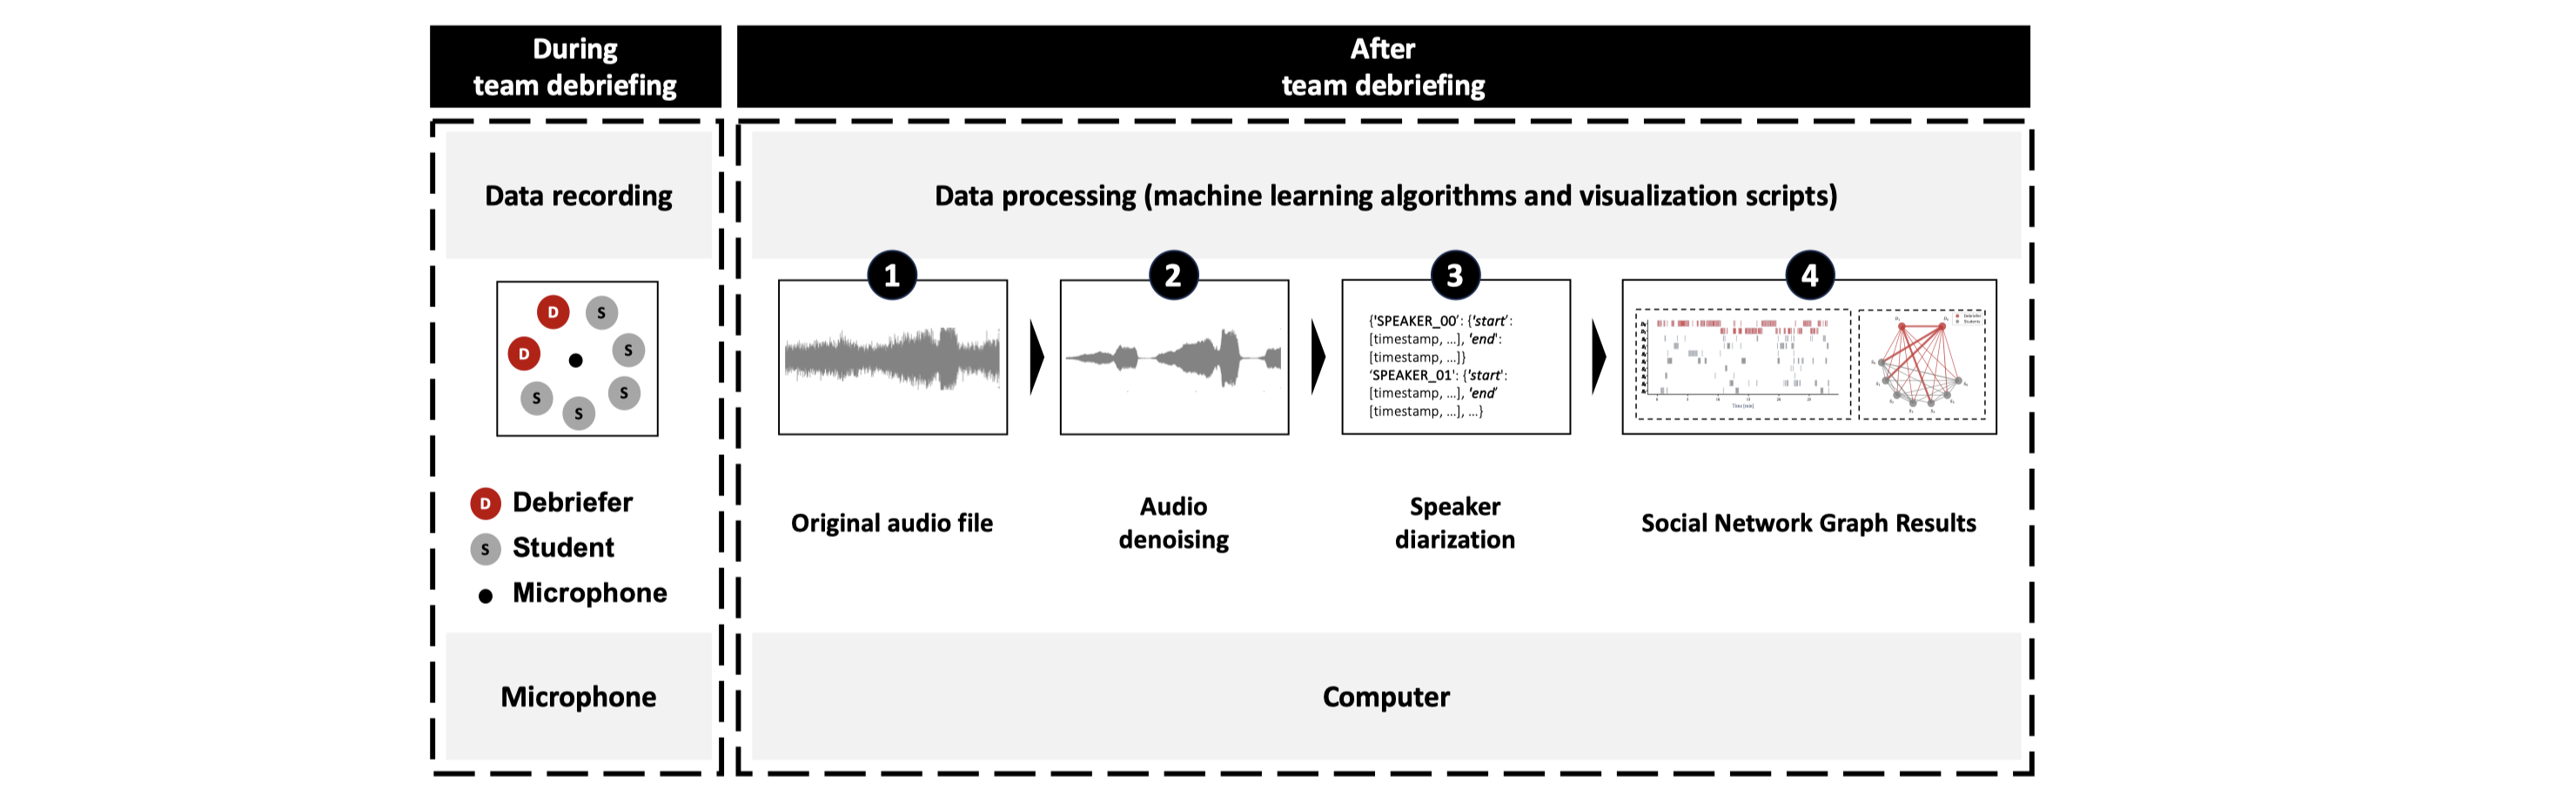 During
team debriefing
After
team debriefing
Data recording
Data processing (machine learning algorithms and visualization scripts)
D
S
D
S
S
S
S
D Debriefer
S Student
Microphone
1
2
3
4
{'SPEAKER_00': {'start':
[timestamp, ...], 'end':
[timestamp, ...]}
'SPEAKER_01': {'start':
[timestamp, ...], 'end'
[timestamp, ...], ...}
Time [min]
Original audio file
Audio
denoising
Speaker
diarization
Social Network Graph Results
Microphone
Computer